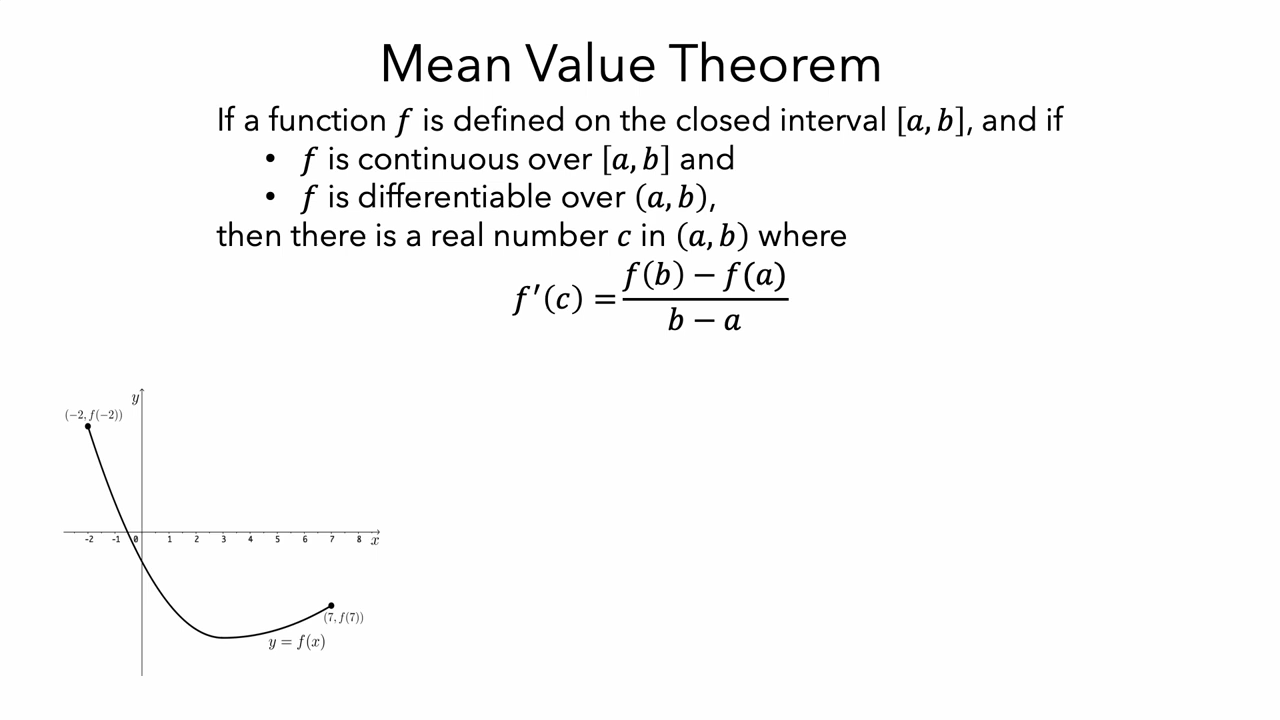 Mean Value Theorem
If a function f is defined on the closed interval [a, b], and if
• f is continuous over [a, b] and
• f is differentiable over (a, b),
then there is a real number c in (a, b) where
f′(c) = f(b) − f(a) / b − a
y
(−2, f(−2))
-2 -1 0 1 2 3 4 5 6 7 8 x
(7, f(7))
y = f(x)